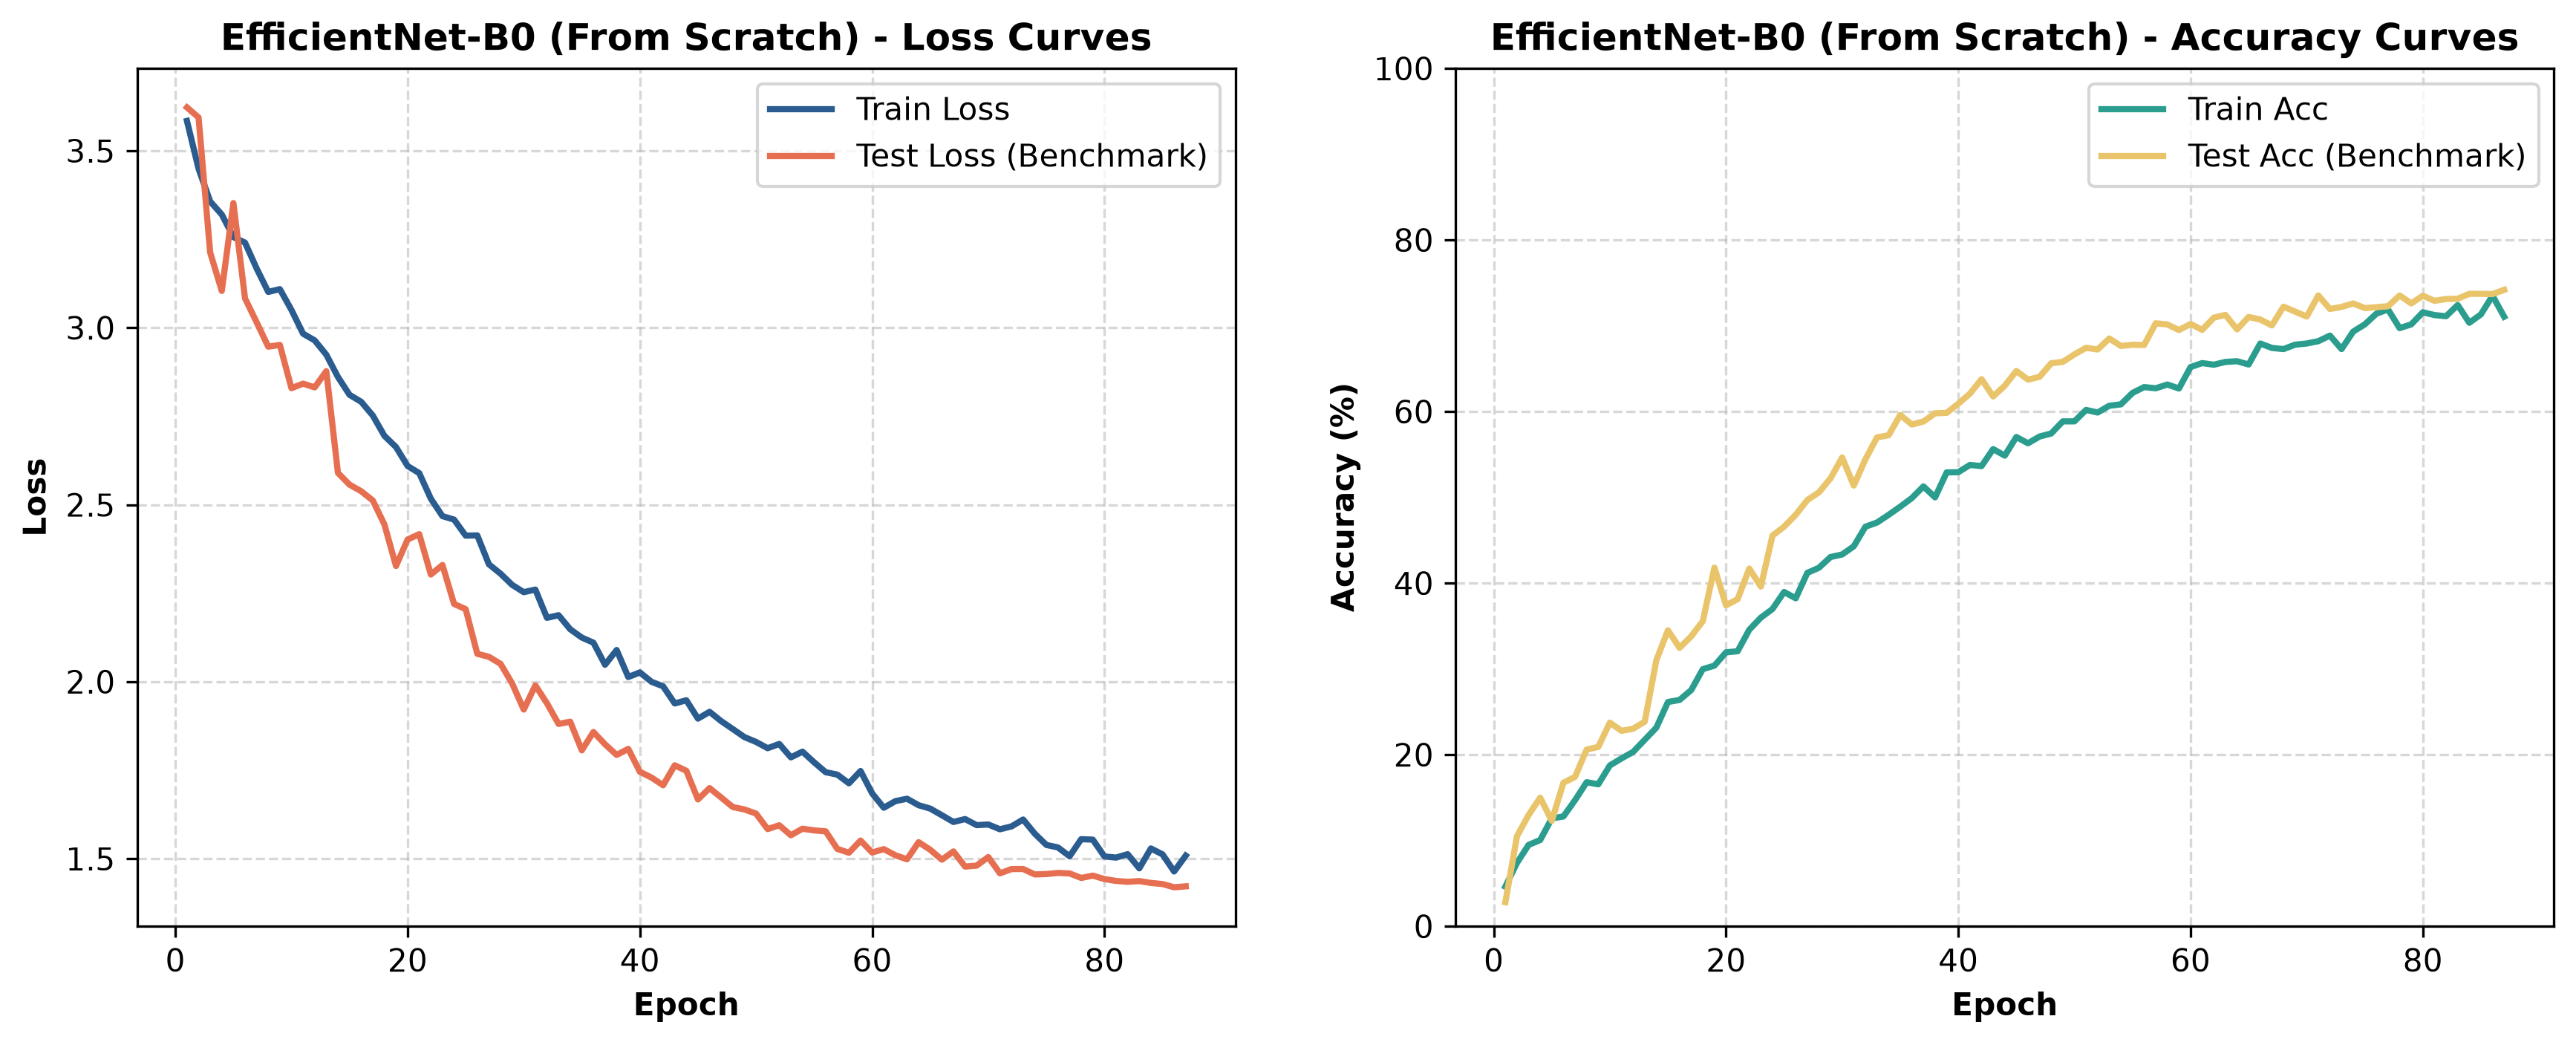 EfficientNet-B0 (From Scratch) - Loss Curves
Train Loss
Test Loss (Benchmark)
3.5
3.0
2.5
2.0
1.5
Loss
0 20 40 60 80
Epoch
EfficientNet-B0 (From Scratch) - Accuracy Curves
Train Acc
Test Acc (Benchmark)
100
80
60
40
20
0
Accuracy (%)
0 20 40 60 80
Epoch